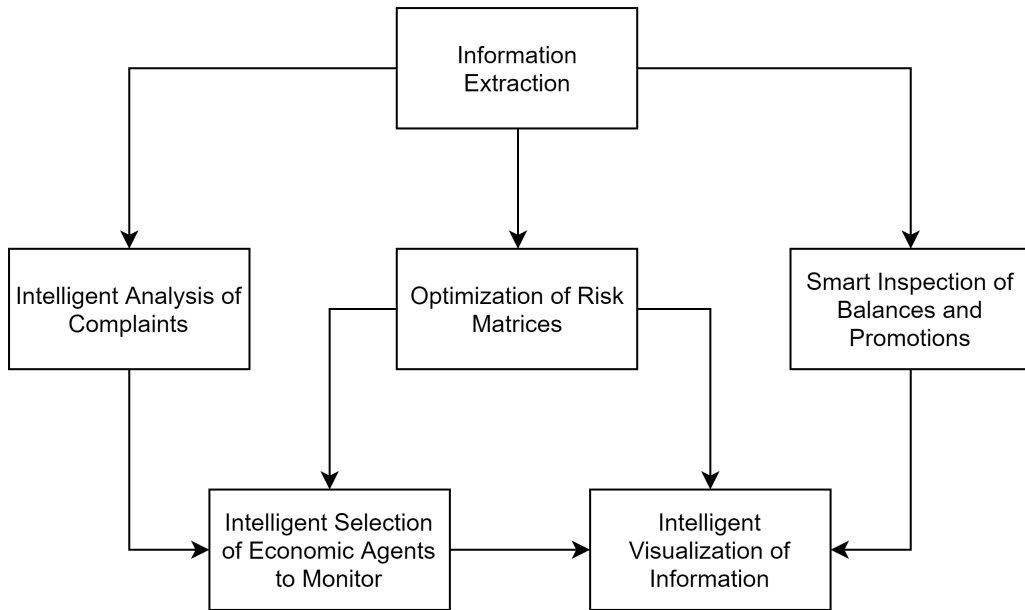 Information
Extraction
Intelligent Analysis of
Complaints
Optimization of Risk
Matrices
Smart Inspection of
Balances and
Promotions
Intelligent Selection
of Economic Agents
to Monitor
Intelligent
Visualization of
Information